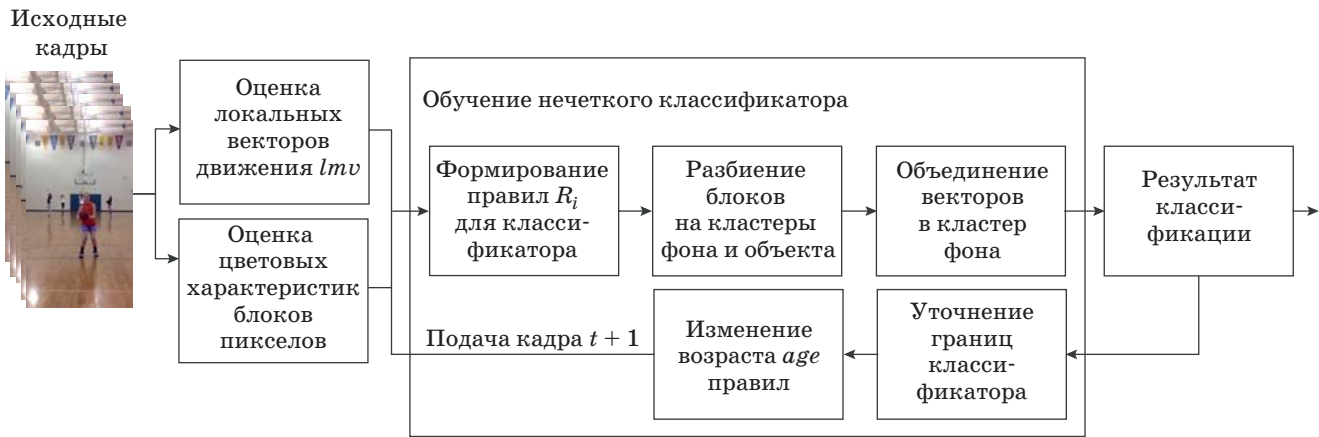 Исходные
кадры
Оценка
локальных
векторов
движения lmv
Оценка
цветовых
характеристик
блоков
пикселов
Обучение нечеткого классификатора
Формирование
правил Ri
для класси-
фикатора
Разбиение
блоков
на кластеры
фона и объекта
Объединение
векторов
в кластер
фона
Результат
класси-
фикации
Уточнение
границ
класси-
фикатора
Изменение
возраста age
правил
Подача кадра t + 1